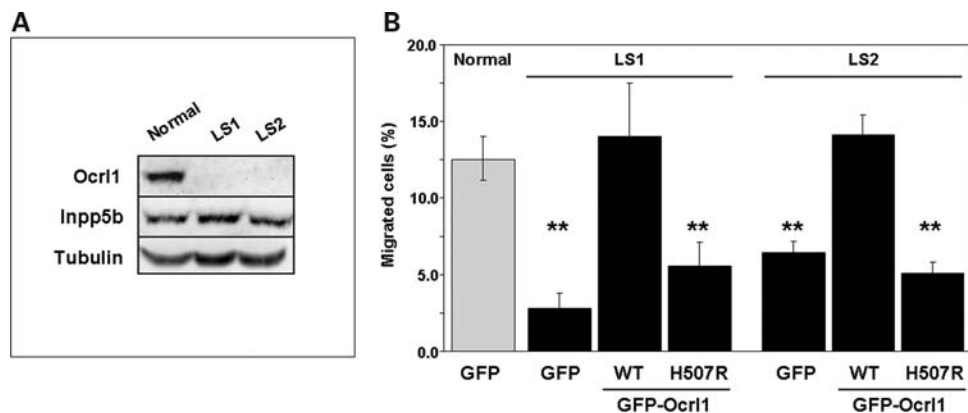 A
Normal LS1 LS2
Ocrl1
Inpp5b
Tubulin
B
20.0
15.0
10.0
5.0
0.0
Migrated cells (%)
Normal LS1 LS2
** ** ** **
GFP GFP WT H507R GFP WT H507R
GFP-Ocrl1 GFP-Ocrl1